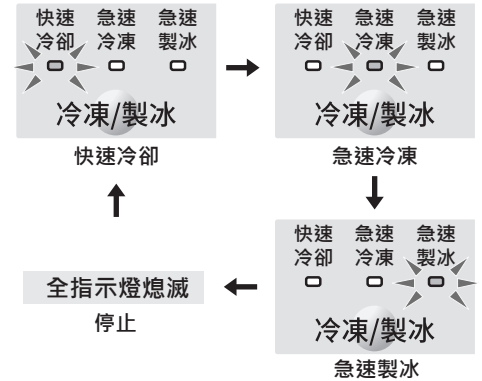 快速 急速 急速
冷卻 冷凍 製冰
冷凍/製冰
快速冷卻
快速 急速 急速
冷卻 冷凍 製冰
冷凍/製冰
急速冷凍
快速 急速 急速
冷卻 冷凍 製冰
冷凍/製冰
急速製冰
全指示燈熄滅
停止